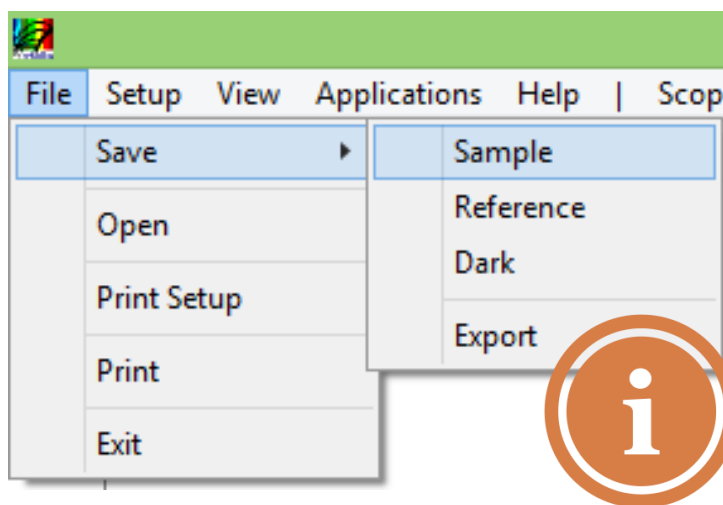 File Setup View Applications Help | Scop
Save
Sample
Reference
Dark
Export
Open
Print Setup
Print
Exit
i